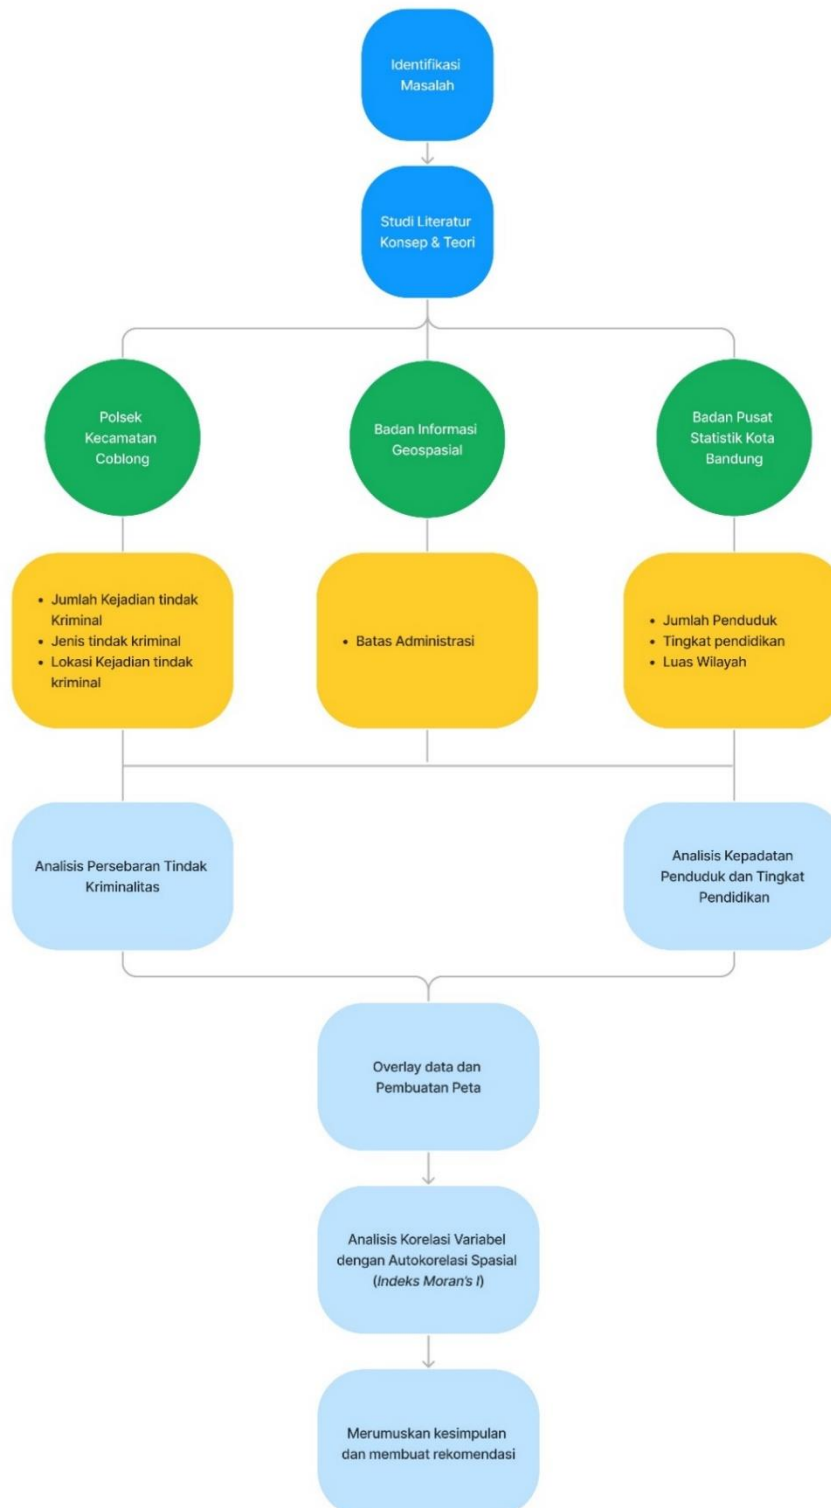 Identifikasi
Masalah
Studi Literatur
Konsep & Teori
Polsek
Kecamatan
Coblong
Badan Informasi
Geospasial
Badan Pusat
Statistik Kota
Bandung
• Jumlah Kejadian tindak
Kriminal
• Jenis tindak kriminal
• Lokasi Kejadian tindak
kriminal
• Batas Administrasi
• Jumlah Penduduk
• Tingkat pendidikan
• Luas Wilayah
Analisis Persebaran Tindak
Kriminalitas
Analisis Kepadatan
Penduduk dan Tingkat
Pendidikan
Overlay data dan
Pembuatan Peta
Analisis Korelasi Variabel
dengan Autokorelasi Spasial
(Indeks Moran's I)
Merumuskan kesimpulan
dan membuat rekomendasi